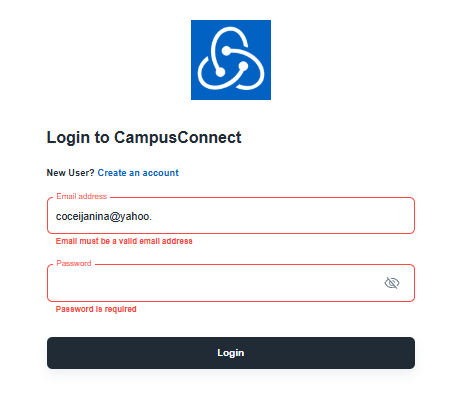 Login to CampusConnect
New User? Create an account
Email address
coceijanina@yahoo.
Email must be a valid email address
Password
Password is required
Login